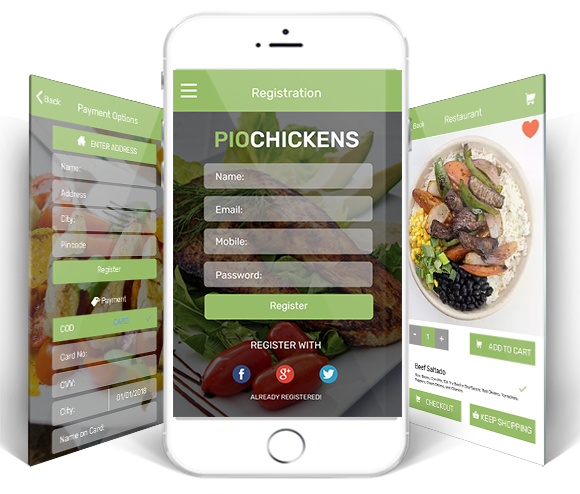 Back
Payment Options
ENTER ADDRESS
Name:
Address
City:
Pincode
Register
Payment
COD
Card No:
CVV:
City:
01/01/2018
Name on Card:
Registration
PIOCHICKENS
Name:
Email:
Mobile:
Password:
Register
REGISTER WITH
f
g+
ALREADY REGISTERED!
Back
Restaurant
- 1 +
ADD TO CART
Beef Saltado
CHECKOUT
KEEP SHOPPING